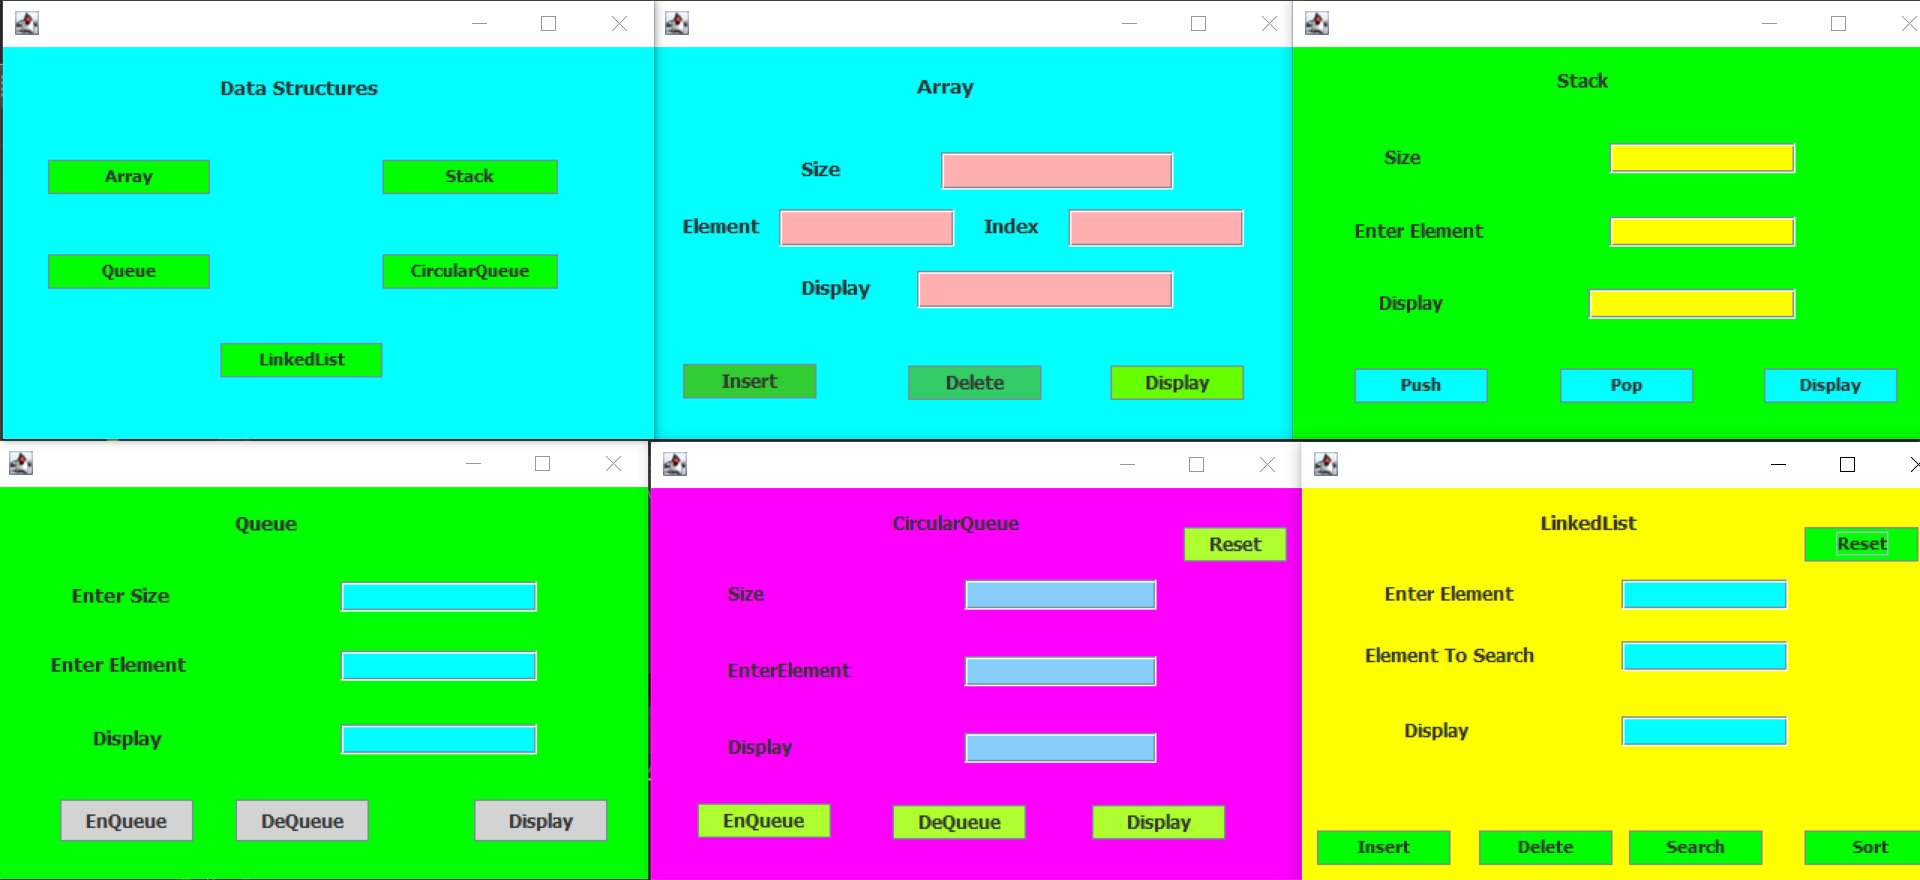 Data Structures
Array
Stack
Queue
CircularQueue
LinkedList
Array
Size
Element
Index
Display
Insert
Delete
Display
Stack
Size
Enter Element
Display
Push
Pop
Display
Queue
Enter Size
Enter Element
Display
EnQueue
DeQueue
Display
CircularQueue
Reset
Size
EnterElement
Display
EnQueue
DeQueue
Display
LinkedList
Reset
Enter Element
Element To Search
Display
Insert
Delete
Search
Sort